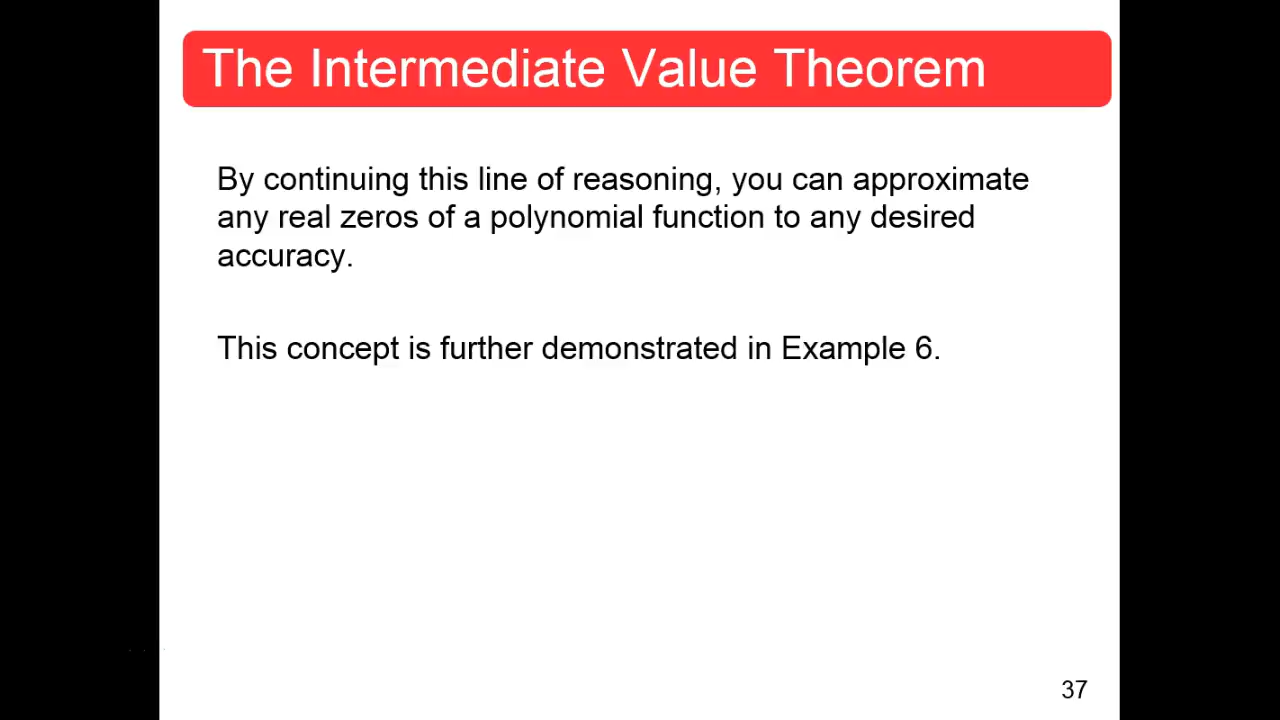 The Intermediate Value Theorem
By continuing this line of reasoning, you can approximate
any real zeros of a polynomial function to any desired
accuracy.
This concept is further demonstrated in Example 6.
37